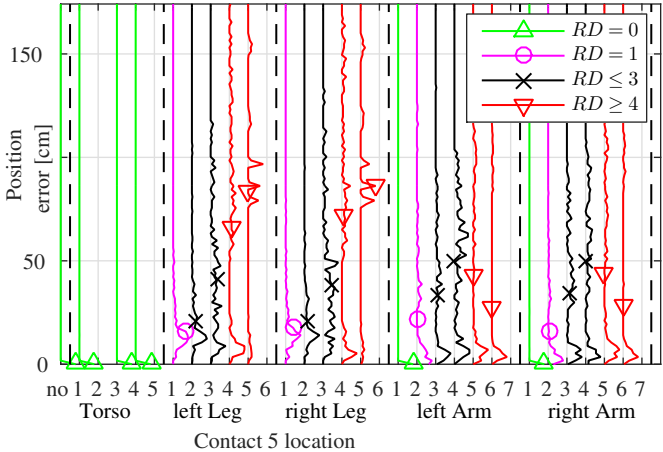 150
100
50
0
Position
error [cm]
RD = 0
RD = 1
RD ≤ 3
RD ≥ 4
no 1 2 3 4 5 1 2 3 4 5 6 1 2 3 4 5 6 1 2 3 4 5 6 7 1 2 3 4 5 6 7
Torso left Leg right Leg left Arm right Arm
Contact 5 location